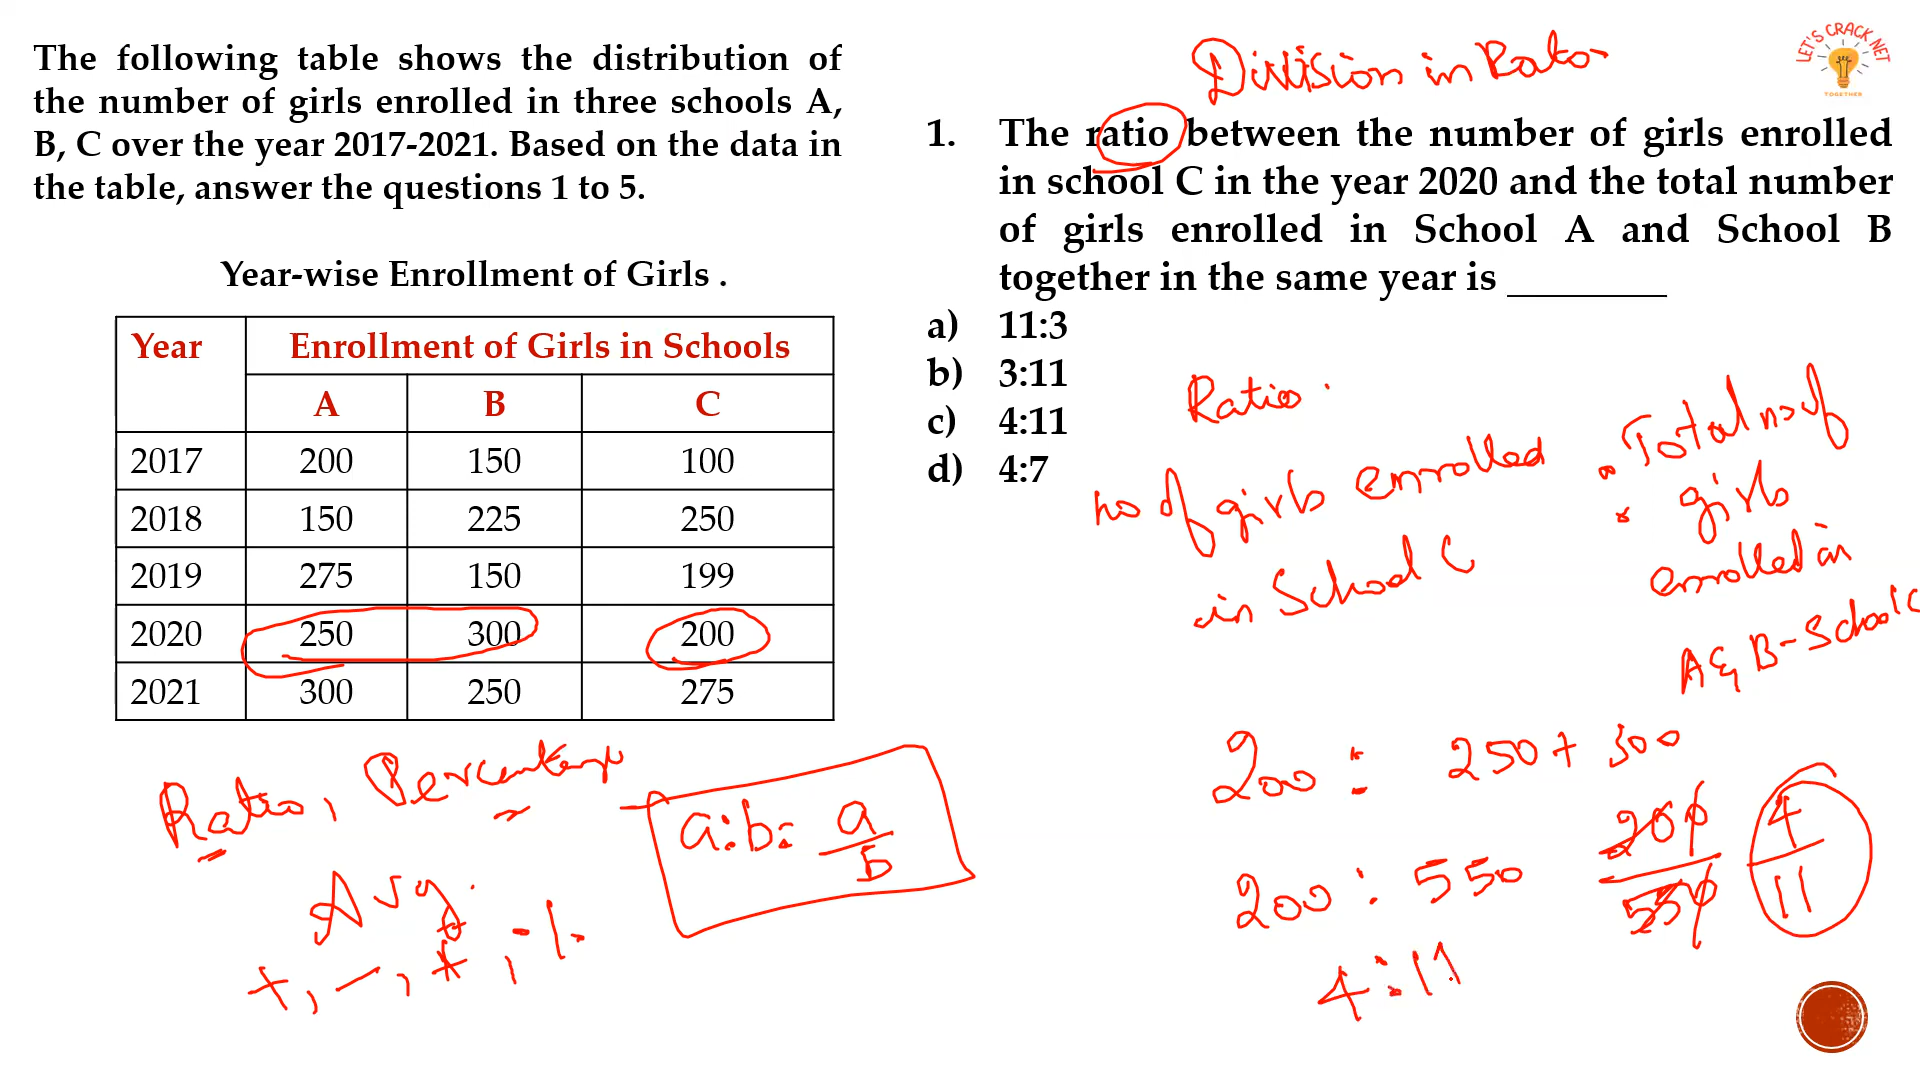 The following table shows the distribution of
the number of girls enrolled in three schools A,
B, C over the year 2017-2021. Based on the data in
the table, answer the questions 1 to 5.
Year-wise Enrollment of Girls .
Year Enrollment of Girls in Schools
A B C
2017 200 150 100
2018 150 225 250
2019 275 150 199
2020 250 300 200
2021 300 250 275
Ratio, Percentage
Avg.
+, -, *, ./.
a:b = a/b
LET'S CRACK NET
TOGETHER
Division in Ratio
1. The ratio between the number of girls enrolled
in school C in the year 2020 and the total number
of girls enrolled in School A and School B
together in the same year is ________
a) 11:3
b) 3:11
c) 4:11
d) 4:7
Ratio
no of girls enrolled
in School C
:
Total no of
girls
enrolled in
A & B - School
200 : 250 + 300
200 : 550
200/550 4/11
4:11